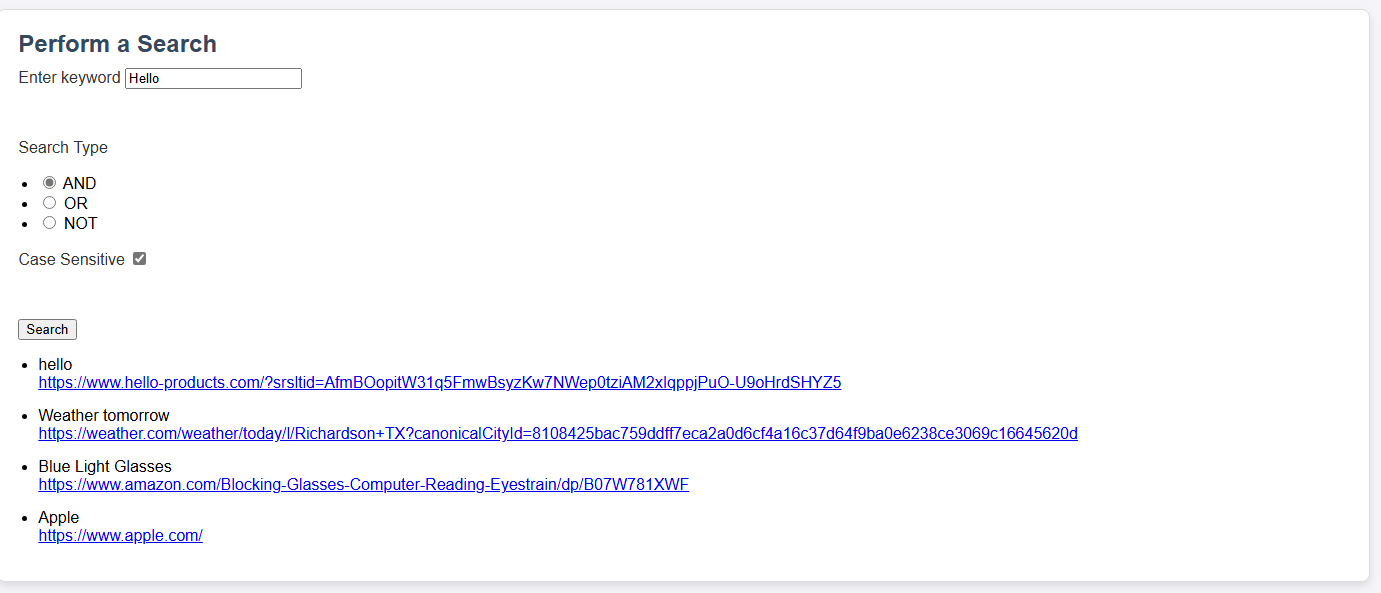 Perform a Search
Enter keyword Hello
Search Type
AND
OR
NOT
Case Sensitive
Search
hello
https://www.hello-products.com/?srsltid=AfmBOopitW31q5FmwBsyzKw7NWep0tziAM2xlqppjPuO-U9oHrdSHYZ5
Weather tomorrow
https://weather.com/weather/today/l/Richardson+TX?canonicalCityId=8108425bac759ddff7eca2a0d6cf4a16c37d64f9ba0e6238ce3069c16645620d
Blue Light Glasses
https://www.amazon.com/Blocking-Glasses-Computer-Reading-Eyestrain/dp/B07W781XWF
Apple
https://www.apple.com/